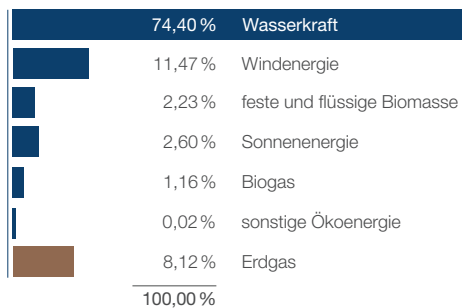 74,40 % Wasserkraft
11,47 % Windenergie
2,23 % feste und flüssige Biomasse
2,60 % Sonnenenergie
1,16 % Biogas
0,02 % sonstige Ökoenergie
8,12 % Erdgas
100,00 %